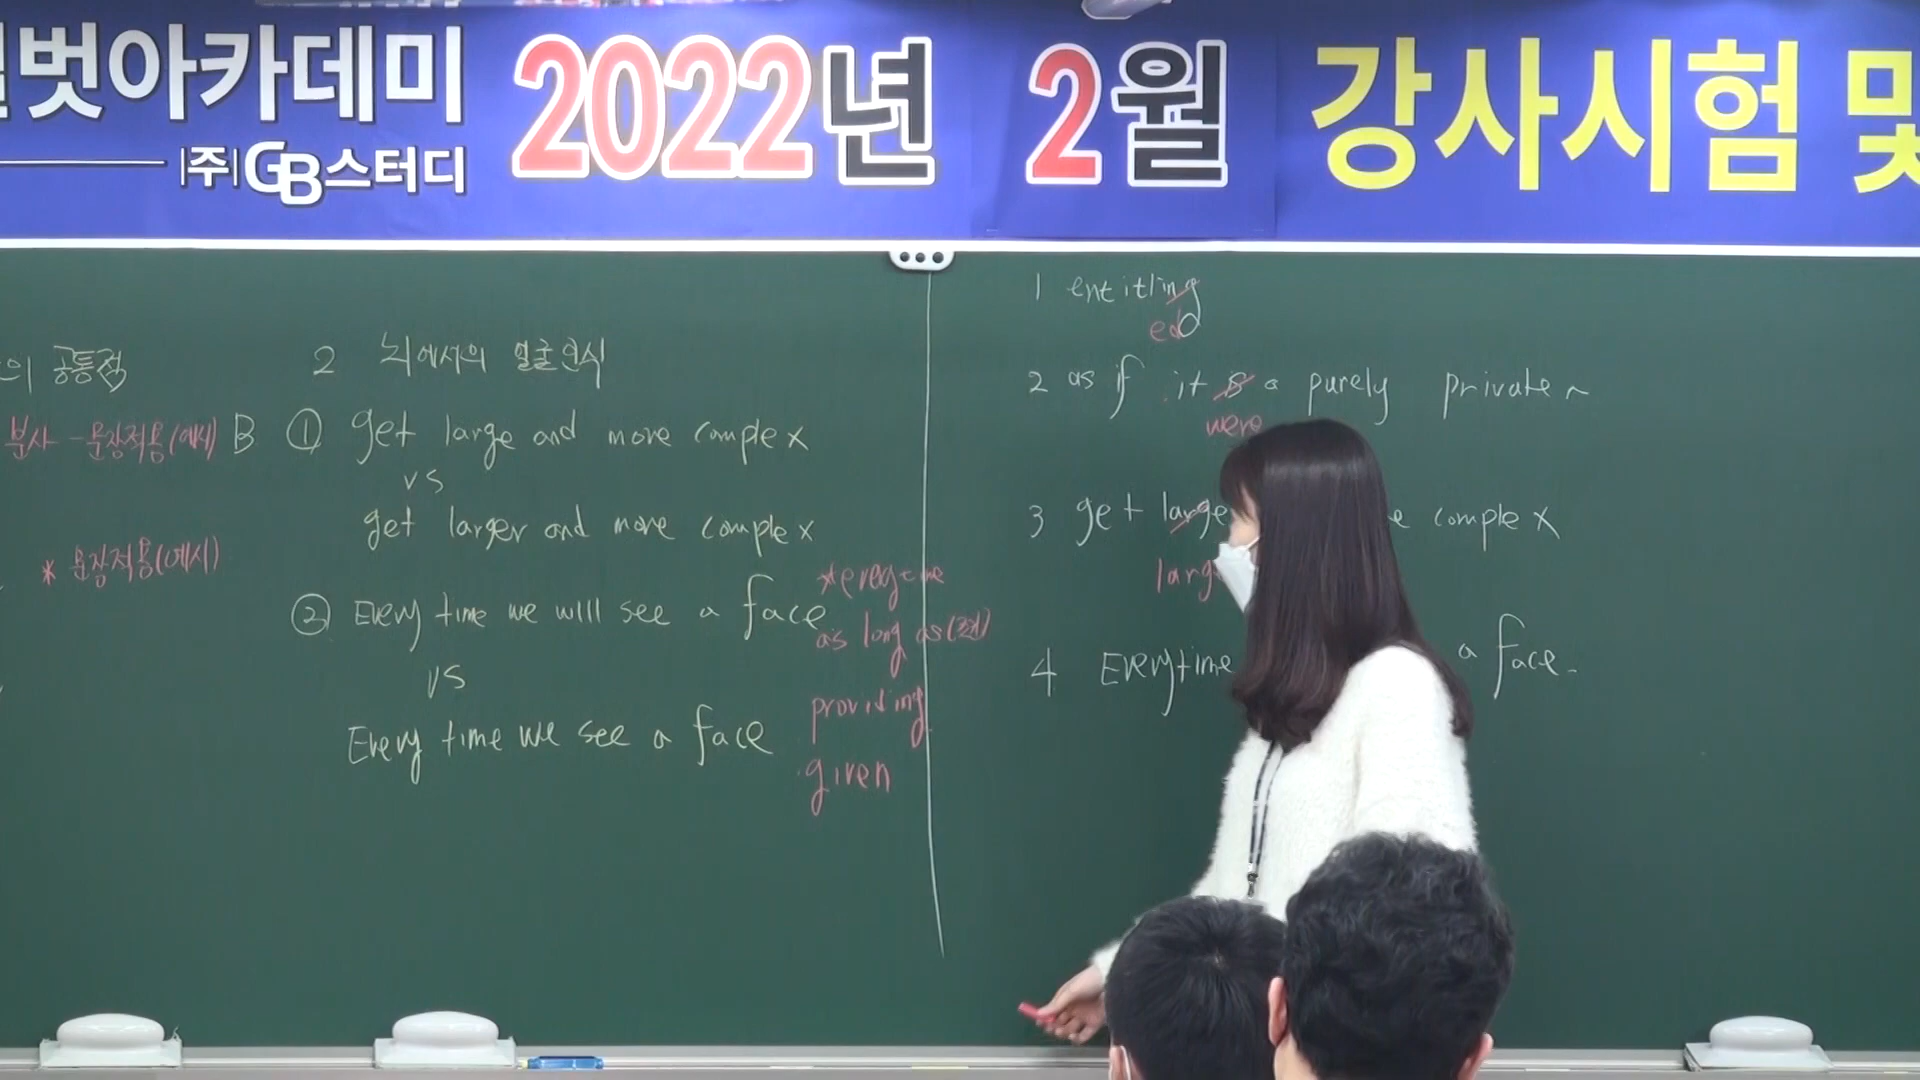 벗아카데미
|주| GB스터디
2022년 2월 강사시험 및
의 공통점
분사 - 문장적용(예시)
* 문장적용(예시)
2 뇌에서의 얼굴인식
B ① get large and more complex
vs
get larger and more complex
② Every time we will see a face
vs
Every time we see a face
as long as
providing
given
1 entitling
ed
2 as if it is a purely private ~
were
3 get large complex
larg
4 Everytime a face